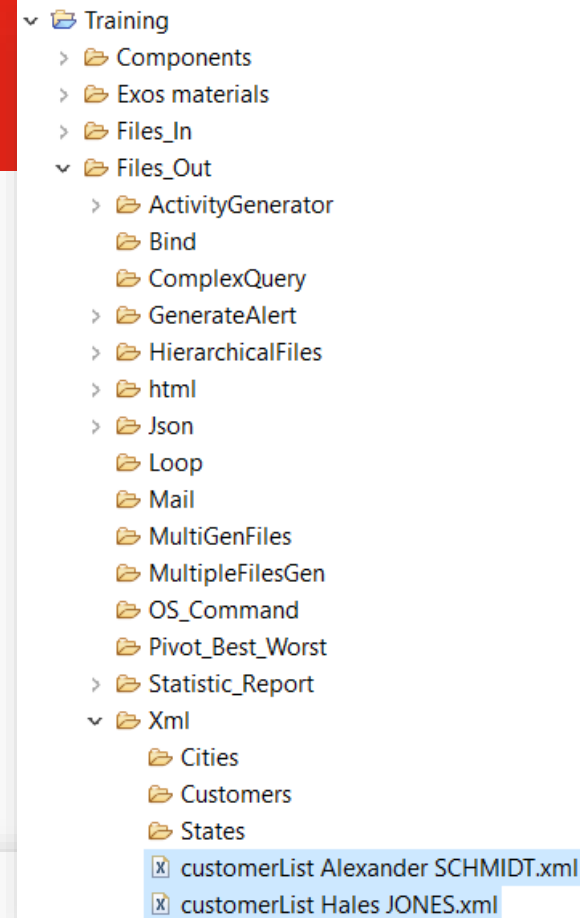 Training
Components
Exos materials
Files_In
Files_Out
ActivityGenerator
Bind
ComplexQuery
GenerateAlert
HierarchicalFiles
html
Json
Loop
Mail
MultiGenFiles
MultipleFilesGen
OS_Command
Pivot_Best_Worst
Statistic_Report
Xml
Cities
Customers
States
customerList Alexander SCHMIDT.xml
customerList Hales JONES.xml